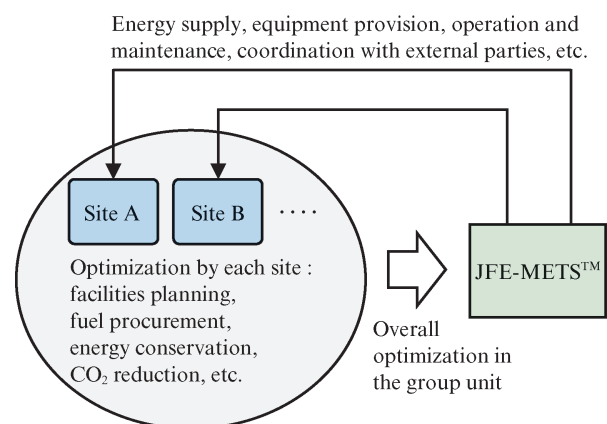 Energy supply, equipment provision, operation and
maintenance, coordination with external parties, etc.
Site A
Site B
····
Optimization by each site :
facilities planning,
fuel procurement,
energy conservation,
CO₂ reduction, etc.
JFE-METS™
Overall
optimization in
the group unit